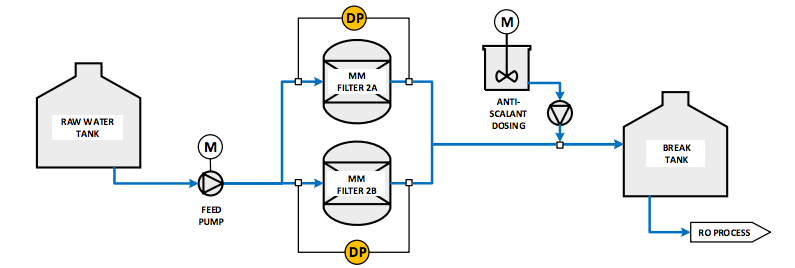 DP
M
RAW WATER
TANK
MM
FILTER 2A
ANTI-
SCALANT
DOSING
M
BREAK
TANK
MM
FILTER 2B
FEED
PUMP
RO PROCESS
DP